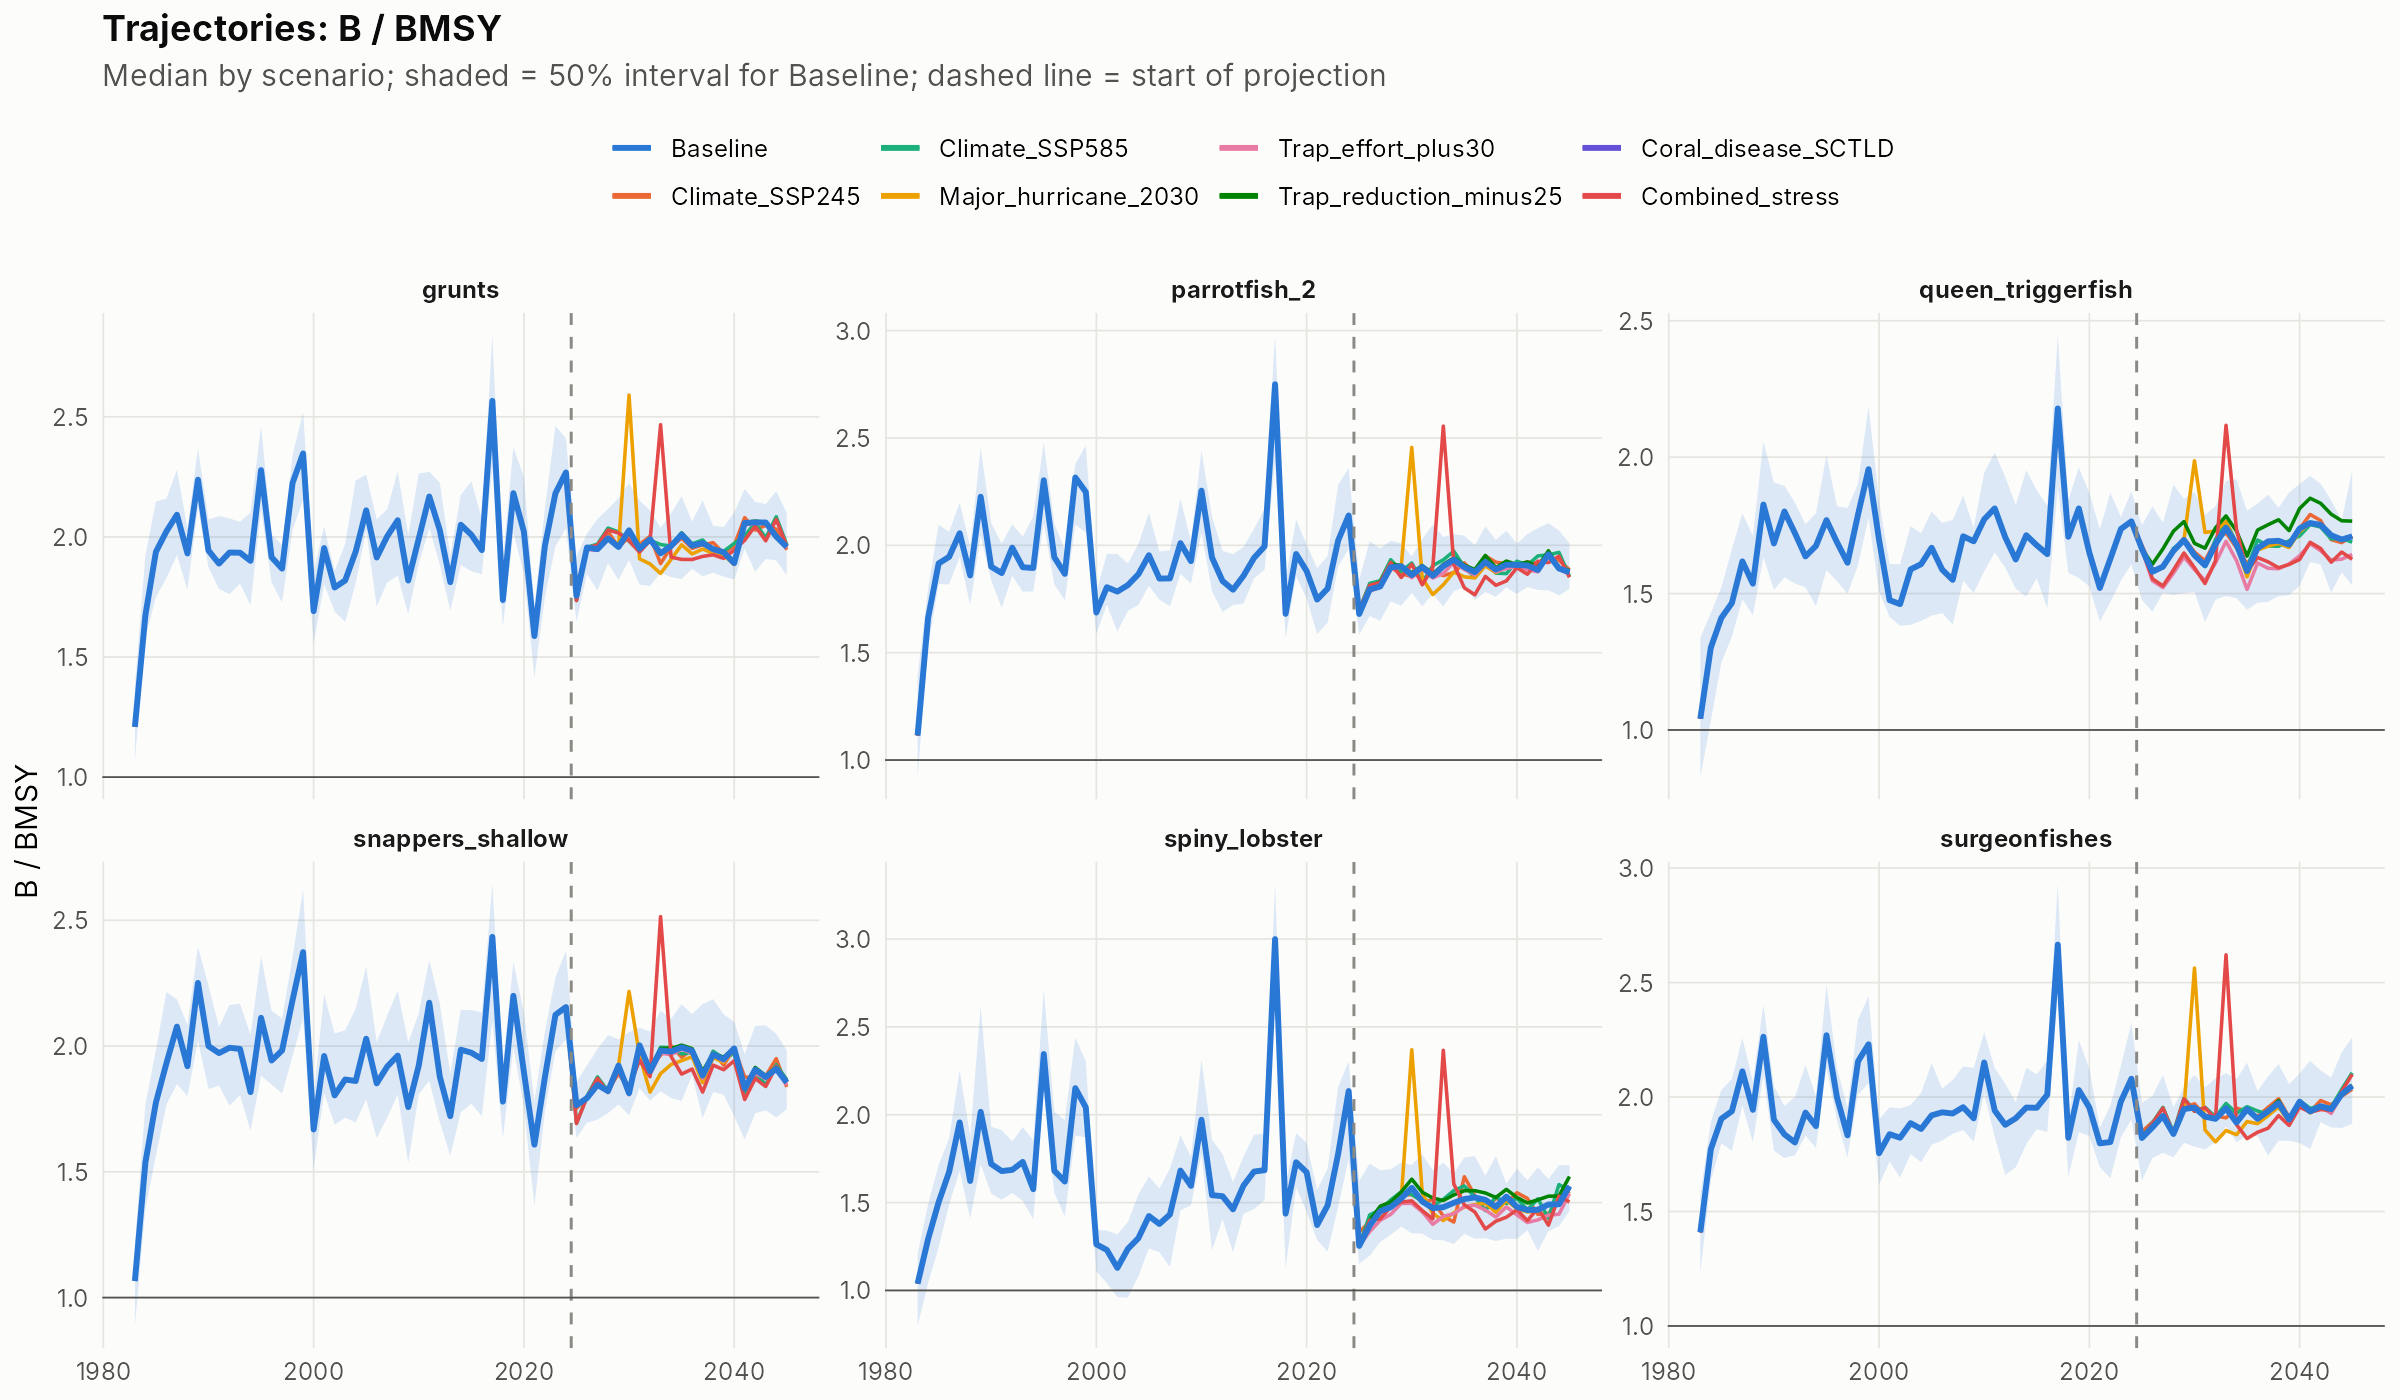 Trajectories: B / BMSY
Median by scenario; shaded = 50% interval for Baseline; dashed line = start of projection
Baseline Climate_SSP585 Trap_effort_plus30 Coral_disease_SCTLD
Climate_SSP245 Major_hurricane_2030 Trap_reduction_minus25 Combined_stress
grunts parrotfish_2 queen_triggerfish
3.0 2.5
2.5 2.5 2.0
2.0 2.0
1.5 1.5 1.5
1.0 1.0 1.0
B / BMSY
snappers_shallow spiny_lobster surgeonfishes
3.0
2.5 3.0 2.5
2.5
2.0 2.0 2.0
1.5 1.5 1.5
1.0 1.0 1.0
1980 2000 2020 2040 1980 2000 2020 2040 1980 2000 2020 2040